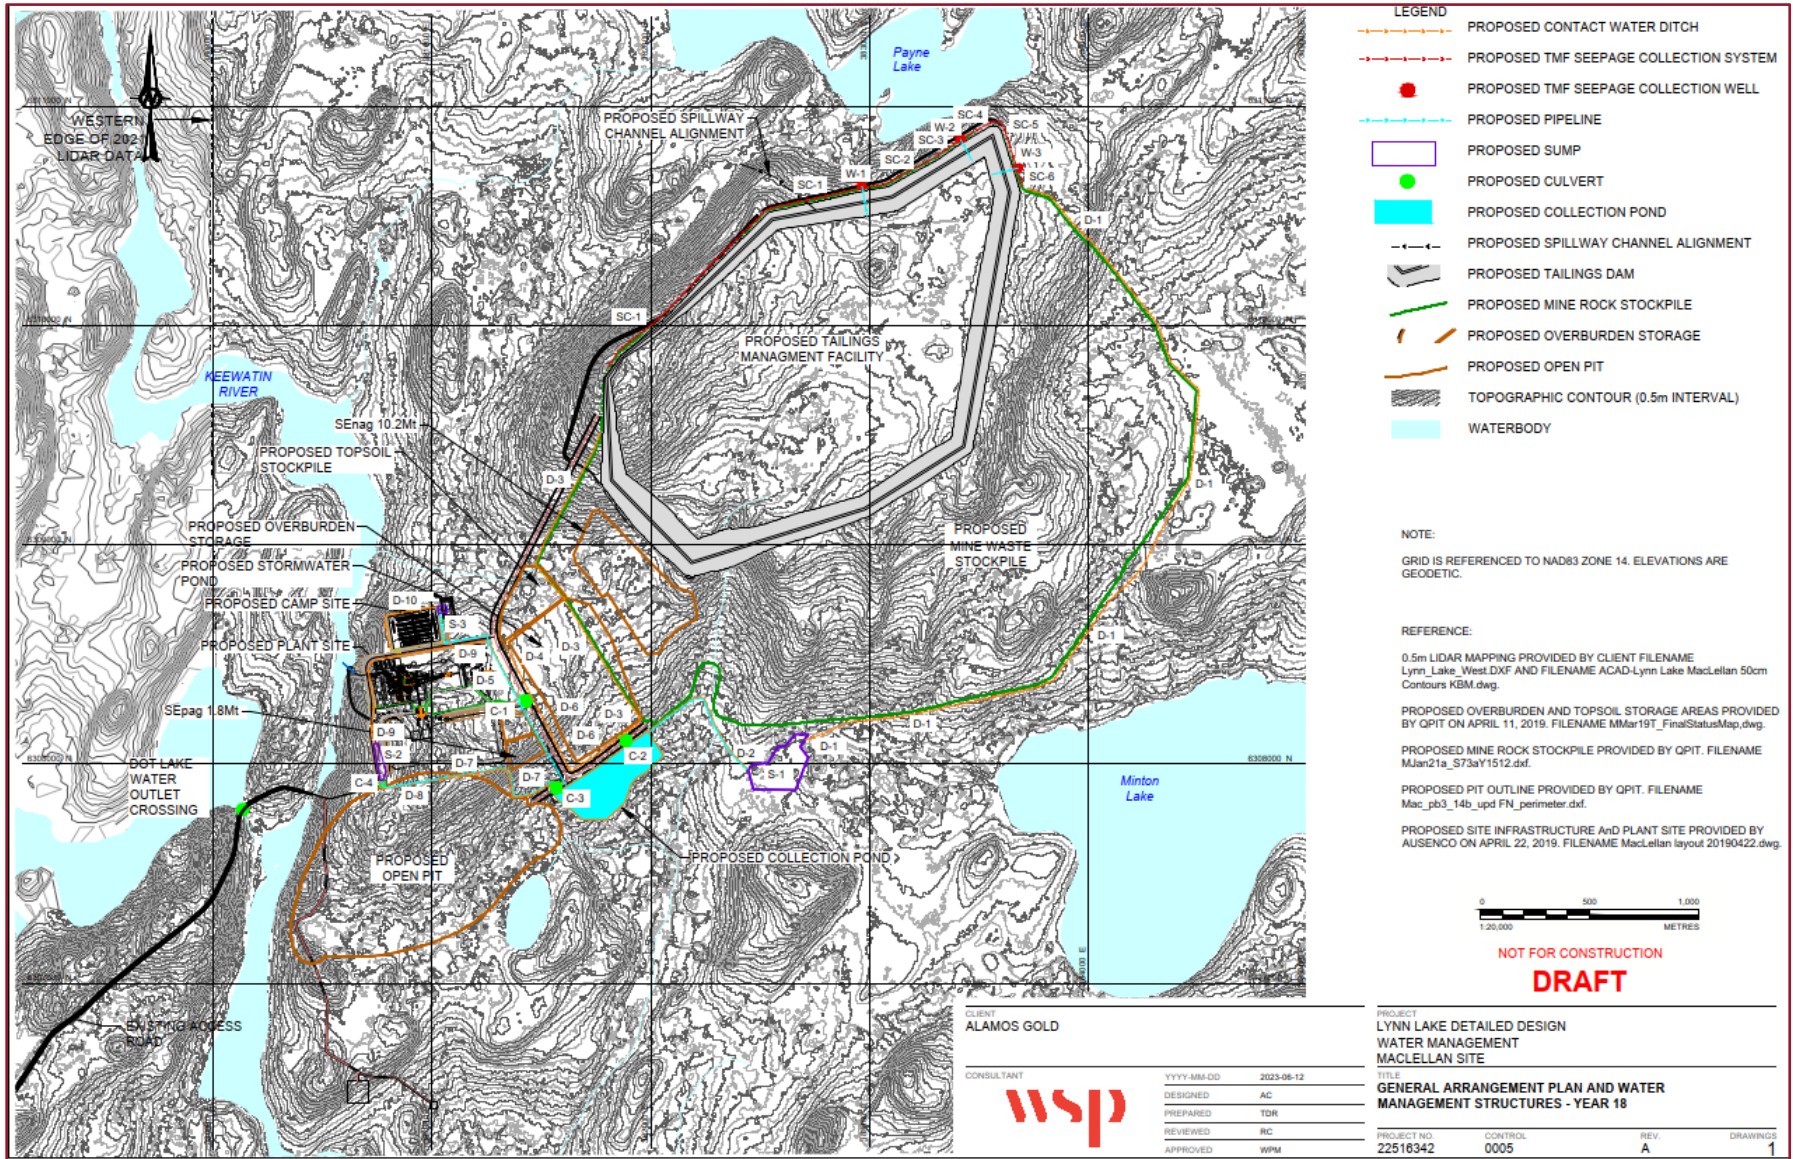 LEGEND
PROPOSED CONTACT WATER DITCH
PROPOSED TMF SEEPAGE COLLECTION SYSTEM
PROPOSED TMF SEEPAGE COLLECTION WELL
PROPOSED PIPELINE
PROPOSED SUMP
PROPOSED CULVERT
PROPOSED COLLECTION POND
PROPOSED SPILLWAY CHANNEL ALIGNMENT
PROPOSED TAILINGS DAM
PROPOSED MINE ROCK STOCKPILE
PROPOSED OVERBURDEN STORAGE
PROPOSED OPEN PIT
TOPOGRAPHIC CONTOUR (0.5m INTERVAL)
WATERBODY
NOTE:
GRID IS REFERENCED TO NAD83 ZONE 14. ELEVATIONS ARE
GEODETIC.
REFERENCE:
0.5m LIDAR MAPPING PROVIDED BY CLIENT FILENAME
Lynn_Lake_West.DXF AND FILENAME ACAD-Lynn Lake MacLellan 50cm
Contours KBM.dwg.
PROPOSED OVERBURDEN AND TOPSOIL STORAGE AREAS PROVIDED
BY QPIT ON APRIL 11, 2019. FILENAME MMar19T_FinalStatusMap,dwg.
PROPOSED MINE ROCK STOCKPILE PROVIDED BY QPIT. FILENAME
MJan21a_S73aY1512.dxf.
PROPOSED PIT OUTLINE PROVIDED BY QPIT. FILENAME
Mac_pb3_14b_upd FN_perimeter.dxf.
PROPOSED SITE INFRASTRUCTURE AnD PLANT SITE PROVIDED BY
AUSENCO ON APRIL 22, 2019. FILENAME MacLellan layout 20190422.dwg.
0 500 1,000
1:20,000 METRES
NOT FOR CONSTRUCTION
DRAFT
Payne
Lake
WESTERN
EDGE OF 2021
LIDAR DATA
PROPOSED SPILLWAY
CHANNEL ALIGNMENT
SC-4
W-2
SC-3
SC-5
SC-2
W-3
W-1
SC-6
SC-1
D-1
SC-1
PROPOSED TAILINGS
MANAGMENT FACILITY
KEEWATIN
RIVER
SEnag 10.2Mt
PROPOSED TOPSOIL
STOCKPILE
D-3
D-1
PROPOSED OVERBURDEN
STORAGE
PROPOSED
MINE WASTE
STOCKPILE
PROPOSED STORMWATER
POND
PROPOSED CAMP SITE
D-10
S-3
D-1
PROPOSED PLANT SITE
D-9
D-4
D-3
D-5
SEpag 1.8Mt
C-1
D-6
D-3
D-1
D-9
D-6
D-2
D-1
S-2
D-7
C-2
6308000 N
DOT LAKE
WATER
OUTLET
CROSSING
D-7
S-1
C-4
D-8
C-3
Minton
Lake
PROPOSED
OPEN PIT
PROPOSED COLLECTION POND
EXISTING ACCESS
ROAD
CLIENT
ALAMOS GOLD
PROJECT
LYNN LAKE DETAILED DESIGN
WATER MANAGEMENT
MACLELLAN SITE
CONSULTANT
wsp
YYYY-MM-DD 2023-06-12
DESIGNED AC
PREPARED TDR
REVIEWED RC
APPROVED WPM
TITLE
GENERAL ARRANGEMENT PLAN AND WATER
MANAGEMENT STRUCTURES - YEAR 18
PROJECT NO. CONTROL REV. DRAWINGS
22516342 0005 A 1